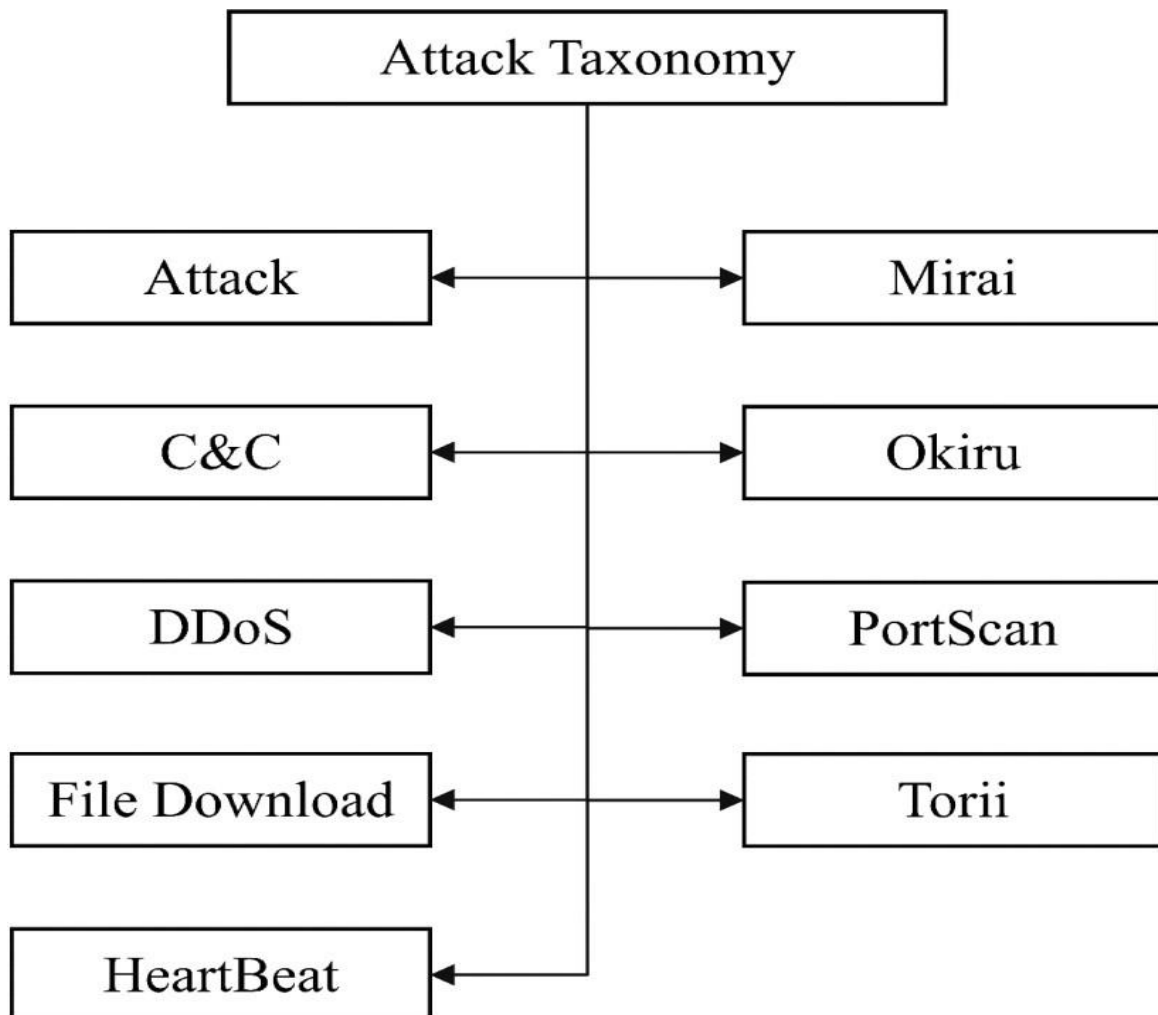 Attack Taxonomy
Attack
Mirai
C&C
Okiru
DDoS
PortScan
File Download
Torii
HeartBeat